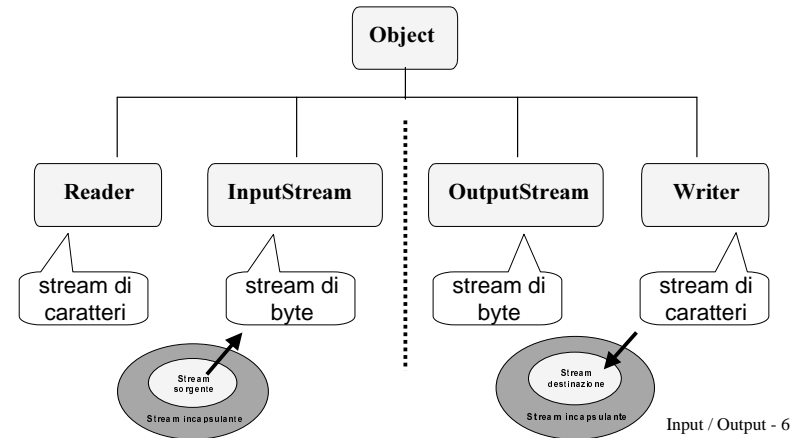 Object
Reader
InputStream
OutputStream
Writer
stream di
caratteri
stream di
byte
stream di
byte
stream di
caratteri
Stream
sorgente
Stream incapsulante
Stream
destinazione
Stream incapsulante
Input / Output - 6